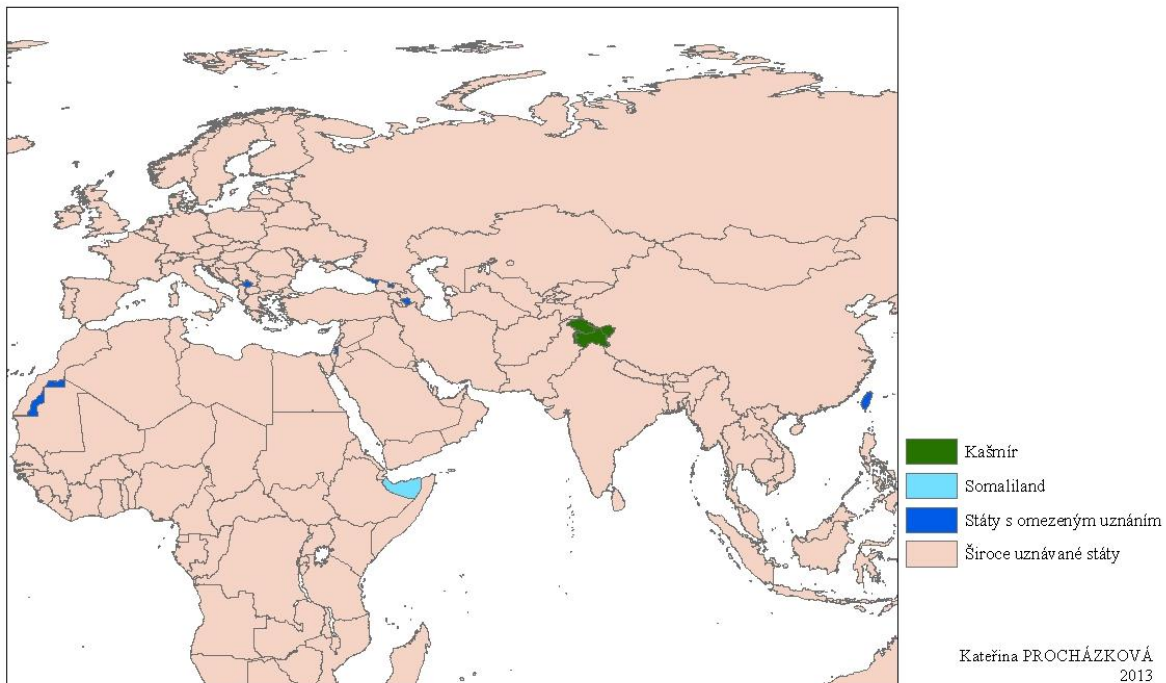 Kašmír
Somaliland
Státy s omezeným uznáním
Široce uznávané státy
Kateřina PROCHÁZKOVÁ
2013